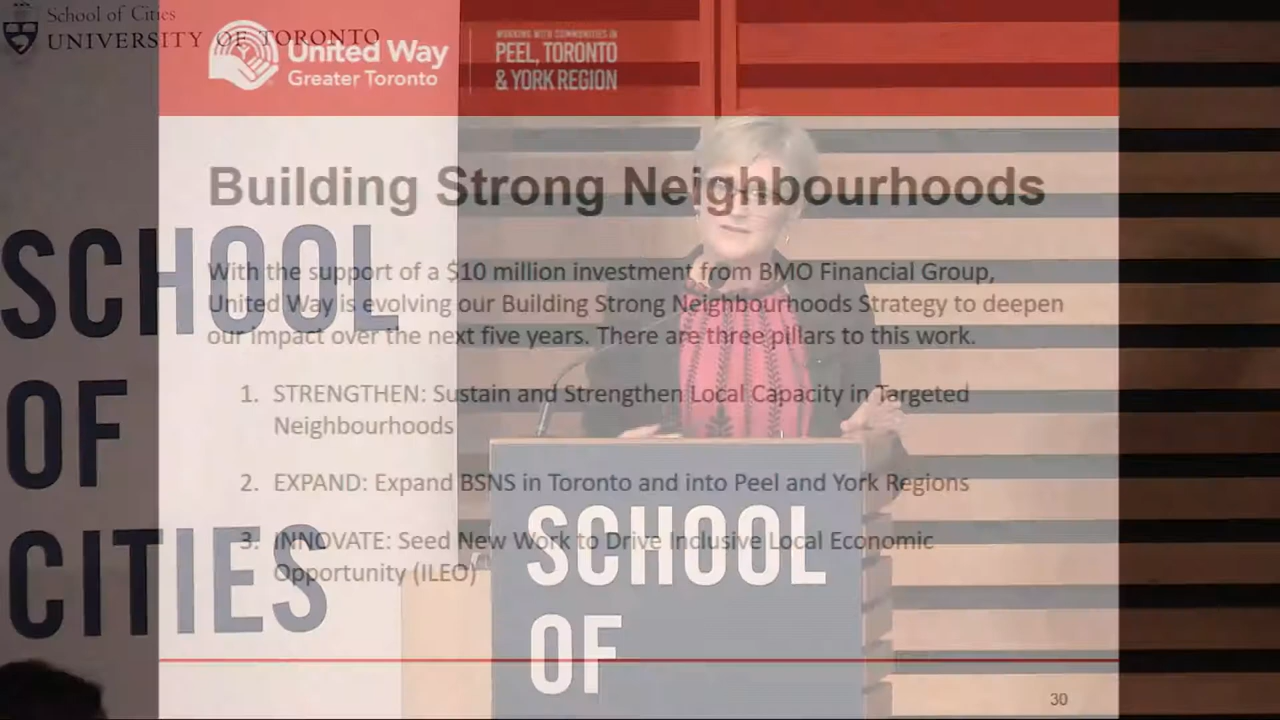 School of Cities
UNIVERSITY OF TORONTO
United Way
Greater Toronto
WORKING WITH COMMUNITIES IN
PEEL, TORONTO
& YORK REGION
Building Strong Neighbourhoods
With the support of a $10 million investment from BMO Financial Group,
United Way is evolving our Building Strong Neighbourhoods Strategy to deepen
our impact over the next five years. There are three pillars to this work.
1. STRENGTHEN: Sustain and Strengthen Local Capacity in Targeted
Neighbourhoods
2. EXPAND: Expand BSNS in Toronto and into Peel and York Regions
3. INNOVATE: Seed New Work to Drive Inclusive Local Economic
Opportunity (ILEO)
30
SCHOOL
OF
CITIES
SCHOOL
OF